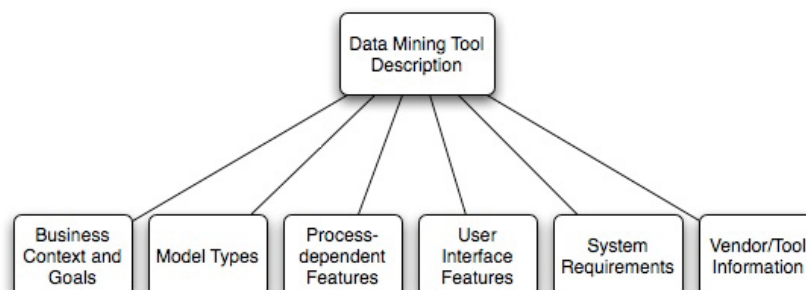 Data Mining Tool
Description
Business
Context and
Goals
Model Types
Process-
dependent
Features
User
Interface
Features
System
Requirements
Vendor/Tool
Information